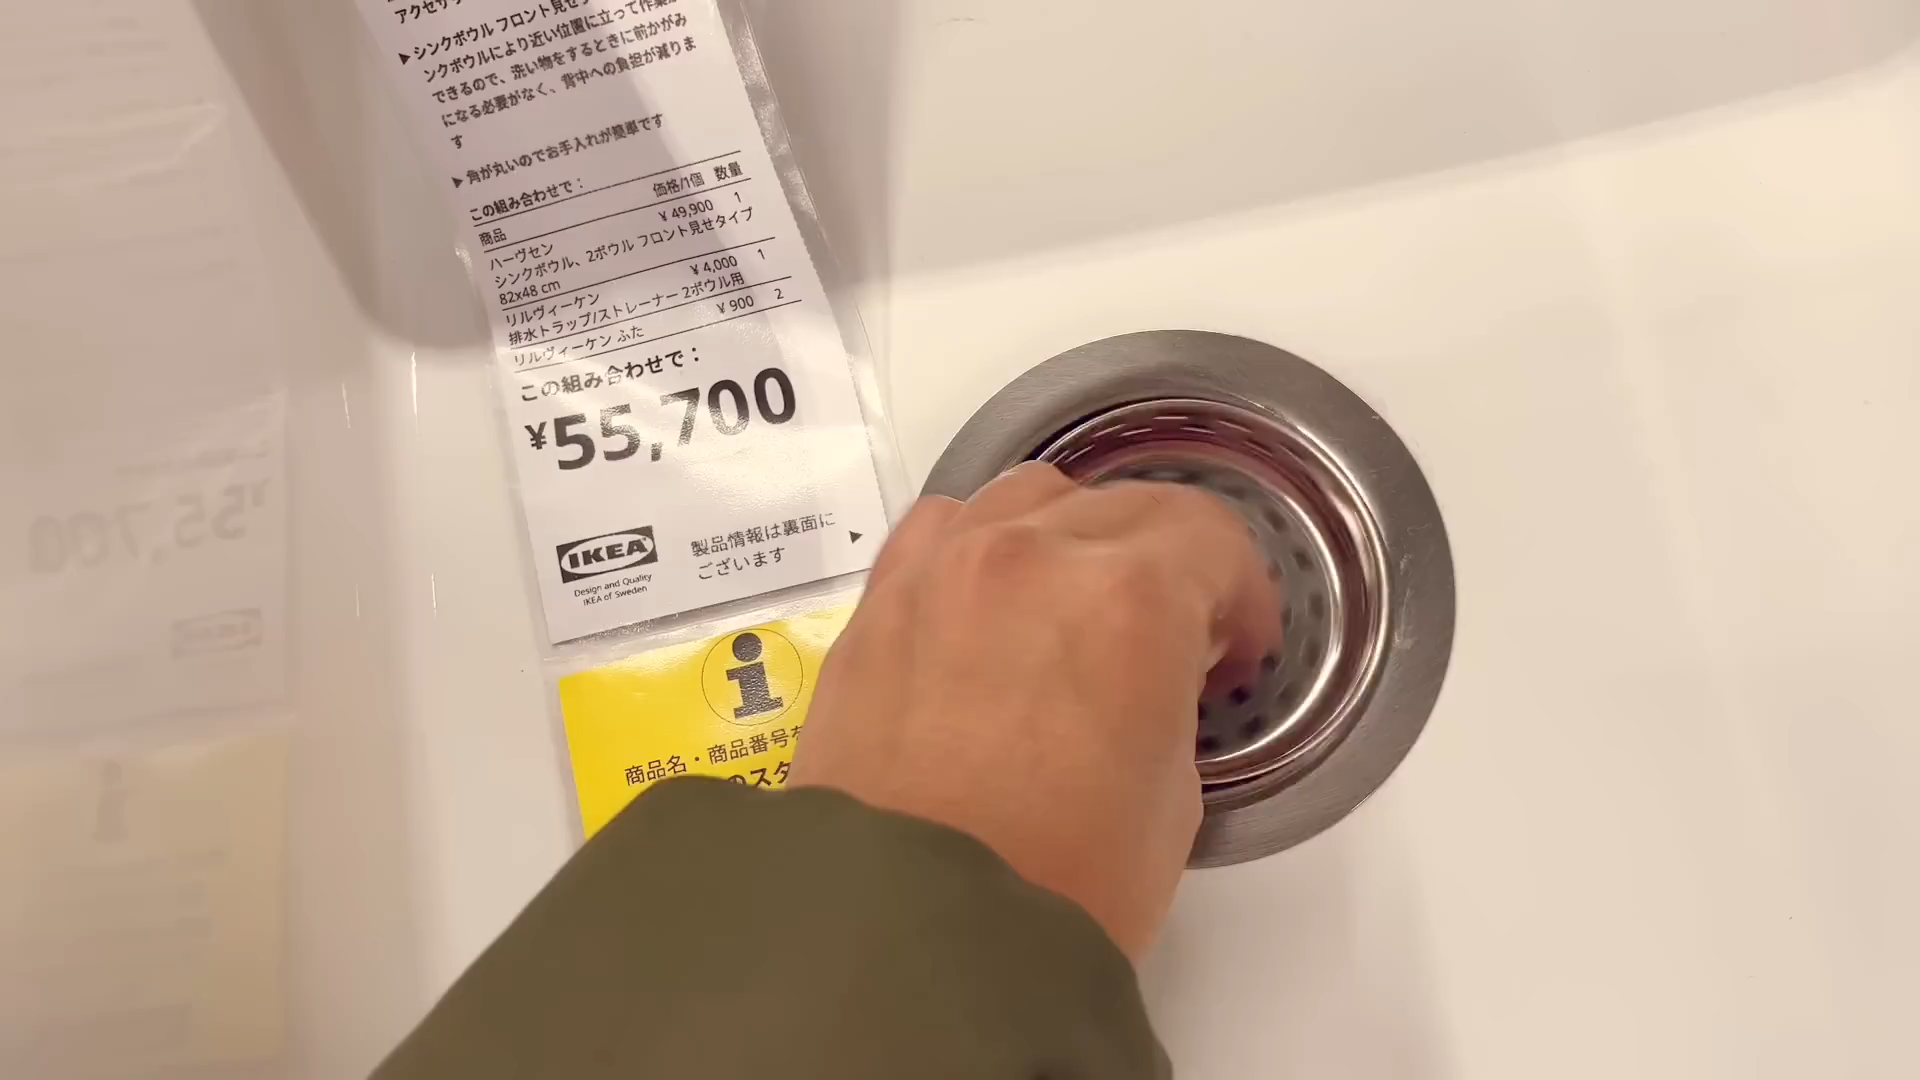 アクセサ
▶シンクボウル フロント見せ
ンクボウルにより近い位置に立って作業
できるので、洗い物をするときに前かがみ
になる必要がなく、背中への負担が減りま
す
▶角が丸いのでお手入れが簡単です
この組み合わせで：
商品 価格/1個 数量
ハーヴセン ¥ 49,900 1
シンクボウル、2ボウル フロント見せタイプ
82x48 cm
リルヴィーケン ¥ 4,000 1
排水トラップ/ストレーナー 2ボウル用
リルヴィーケン ふた ¥ 900 2
この組み合わせで：
¥55,700
IKEA
Design and Quality
IKEA of Sweden
製品情報は裏面に
ございます ▶
i
商品名・商品番号
のスタ